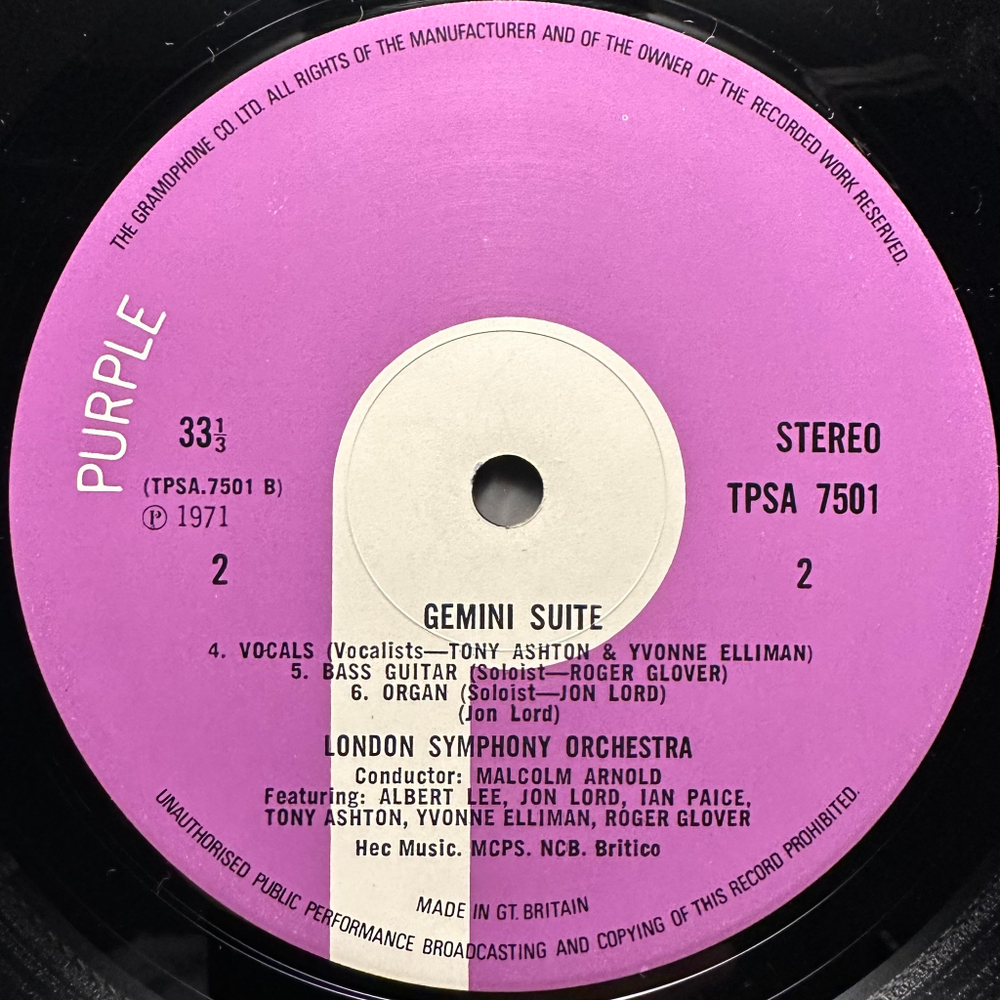 THE GRAMOPHONE CO. LTD. ALL RIGHTS OF THE MANUFACTURER AND OF THE OWNER OF THE RECORDED WORK RESERVED.
PURPLE
33⅓
(TPSA.7501 B)
Ⓟ 1971
2
STEREO
TPSA 7501
2
GEMINI SUITE
4. VOCALS (Vocalists—TONY ASHTON & YVONNE ELLIMAN)
5. BASS GUITAR (Soloist—ROGER GLOVER)
6. ORGAN (Soloist—JON LORD)
(Jon Lord)
LONDON SYMPHONY ORCHESTRA
Conductor: MALCOLM ARNOLD
Featuring: ALBERT LEE, JON LORD, IAN PAICE,
TONY ASHTON, YVONNE ELLIMAN, ROGER GLOVER
Hec Music. MCPS. NCB. Britico
MADE IN GT. BRITAIN
UNAUTHORISED PUBLIC PERFORMANCE BROADCASTING AND COPYING OF THIS RECORD PROHIBITED.